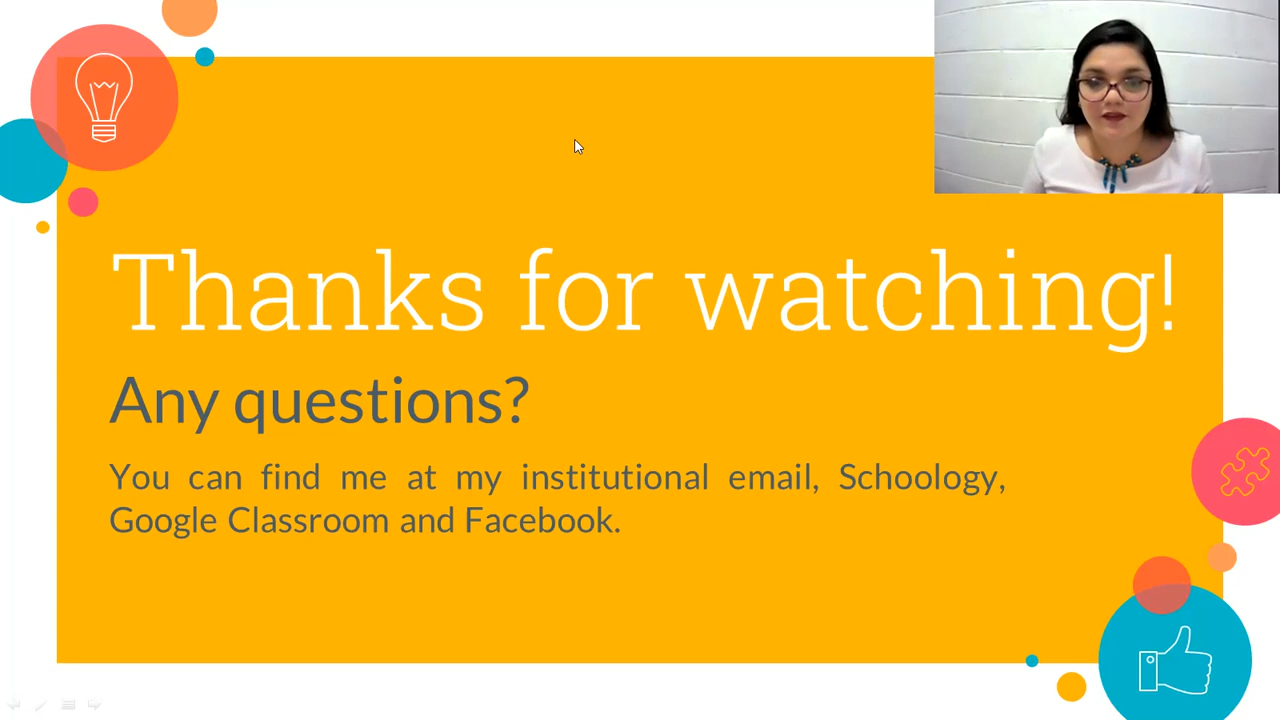 Thanks for watching!
Any questions?
You can find me at my institutional email, Schoology,
Google Classroom and Facebook.